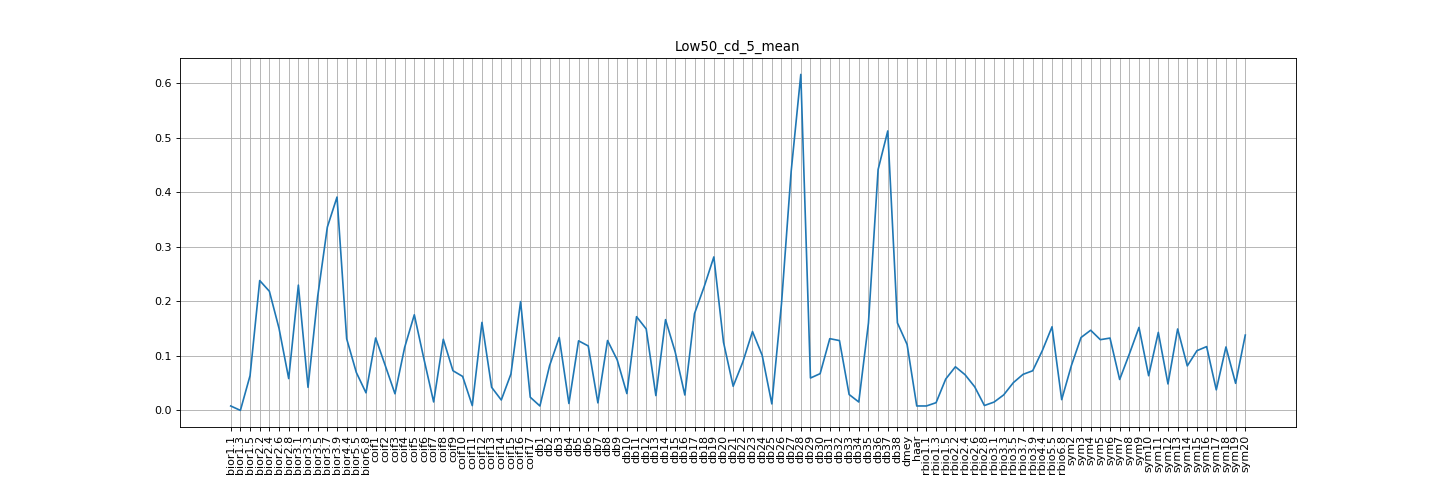 Low50_cd_5_mean
0.6
0.5
0.4
0.3
0.2
0.1
0.0
bior1.1
bior1.3
bior1.5
bior2.2
bior2.4
bior2.6
bior2.8
bior3.1
bior3.3
bior3.5
bior3.7
bior3.9
bior4.4
bior5.5
bior6.8
coif1
coif2
coif3
coif4
coif5
coif6
coif7
coif8
coif9
coif10
coif11
coif12
coif13
coif14
coif15
coif16
coif17
db1
db2
db3
db4
db5
db6
db7
db8
db9
db10
db11
db12
db13
db14
db15
db16
db17
db18
db19
db20
db21
db22
db23
db24
db25
db26
db27
db28
db29
db30
db31
db32
db33
db34
db35
db36
db37
db38
dmey
haar
rbio1.1
rbio1.3
rbio1.5
rbio2.2
rbio2.4
rbio2.6
rbio2.8
rbio3.1
rbio3.3
rbio3.5
rbio3.7
rbio3.9
rbio4.4
rbio5.5
rbio6.8
sym2
sym3
sym4
sym5
sym6
sym7
sym8
sym9
sym10
sym11
sym12
sym13
sym14
sym15
sym16
sym17
sym18
sym19
sym20